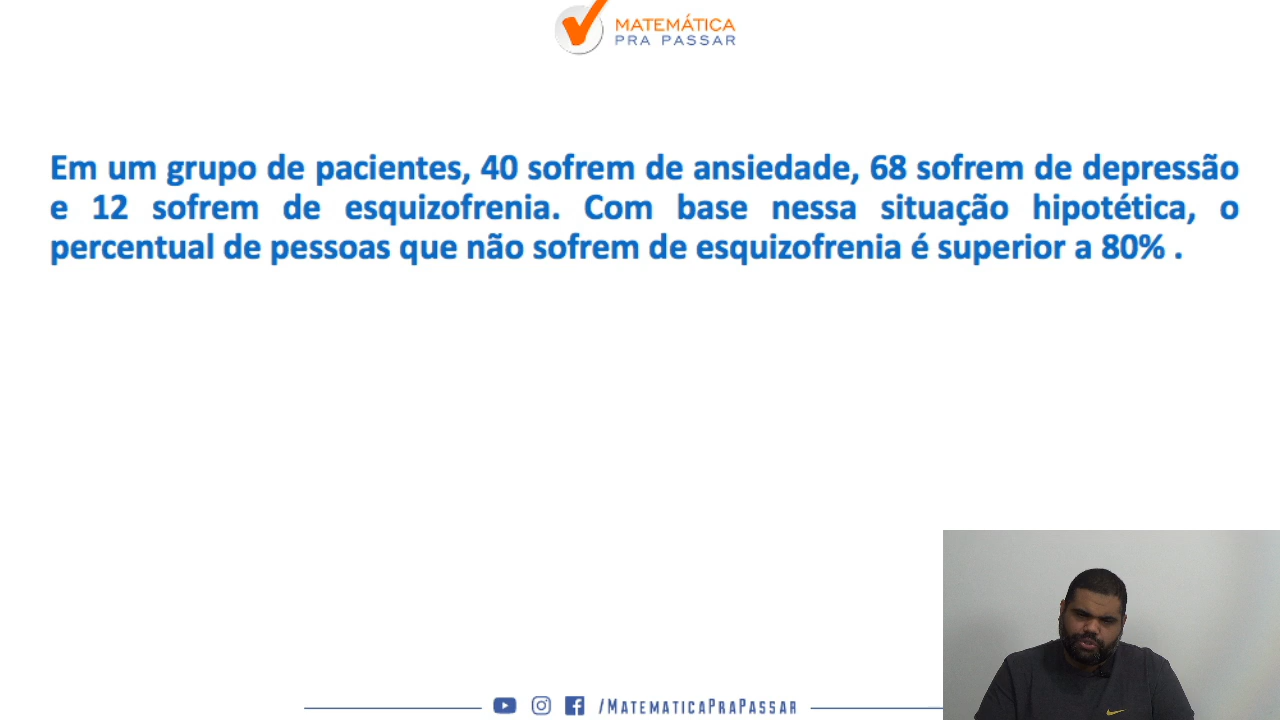 MATEMÁTICA
PRA PASSAR
Em um grupo de pacientes, 40 sofrem de ansiedade, 68 sofrem de depressão
e 12 sofrem de esquizofrenia. Com base nessa situação hipotética, o
percentual de pessoas que não sofrem de esquizofrenia é superior a 80% .
/MATEMATICAPRAPASSAR